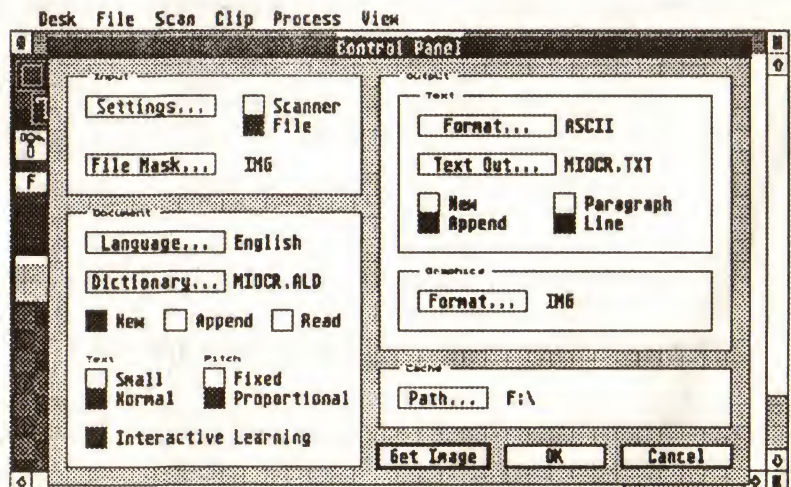 Desk File Scan Clip Process View
Control Panel
Input
Settings...
Scanner
File
File Mask...
IMG
Document
Language...
English
Dictionary...
MIOCR.ALD
New
Append
Read
Text
Small
Normal
Pitch
Fixed
Proportional
Interactive Learning
Output
Text
Format...
ASCII
Text Out...
MIOCR.TXT
New
Append
Paragraph
Line
Graphics
Format...
IMG
Cache
Path...
F:\
Get Image
OK
Cancel
F